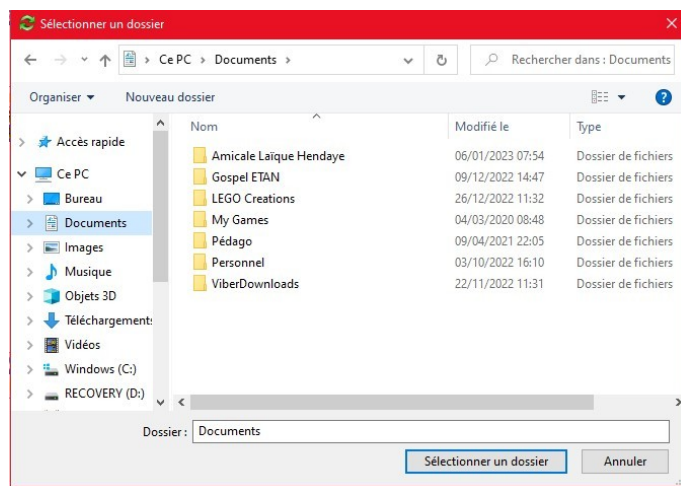 Sélectionner un dossier
Ce PC > Documents >
Rechercher dans : Documents
Organiser
Nouveau dossier
Nom Modifié le Type
Accès rapide
Ce PC
Bureau
Documents
Images
Musique
Objets 3D
Téléchargements
Vidéos
Windows (C:)
RECOVERY (D:)
Amicale Laïque Hendaye 06/01/2023 07:54 Dossier de fichiers
Gospel ETAN 09/12/2022 14:47 Dossier de fichiers
LEGO Creations 26/12/2022 11:32 Dossier de fichiers
My Games 04/03/2020 08:48 Dossier de fichiers
Pédago 09/04/2021 22:05 Dossier de fichiers
Personnel 03/10/2022 16:10 Dossier de fichiers
ViberDownloads 22/11/2022 11:31 Dossier de fichiers
Dossier : Documents
Sélectionner un dossier Annuler